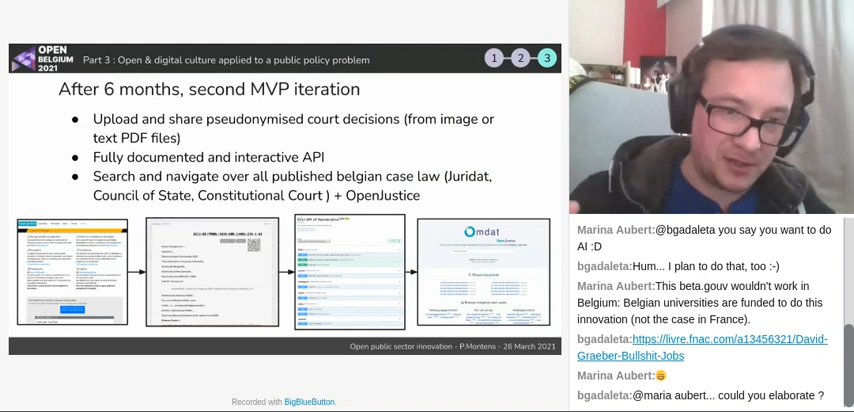 OPEN
BELGIUM
2021
Part 3 : Open & digital culture applied to a public policy problem
1 2 3
After 6 months, second MVP iteration
● Upload and share pseudonymised court decisions (from image or
text PDF files)
● Fully documented and interactive API
● Search and navigate over all published belgian case law (Juridat,
Council of State, Constitutional Court ) + OpenJustice
Omdat
Open public sector innovation - P.Montens - 26 March 2021
Recorded with BigBlueButton.
Marina Aubert:@bgadaleta you say you want to do
AI :D
bgadaleta:Hum... I plan to do that, too :-)
Marina Aubert:This beta.gouv wouldn't work in
Belgium: Belgian universities are funded to do this
innovation (not the case in France).
bgadaleta:https://livre.fnac.com/a13456321/David-
Graeber-Bullshit-Jobs
Marina Aubert:😄
bgadaleta:@maria aubert... could you elaborate ?